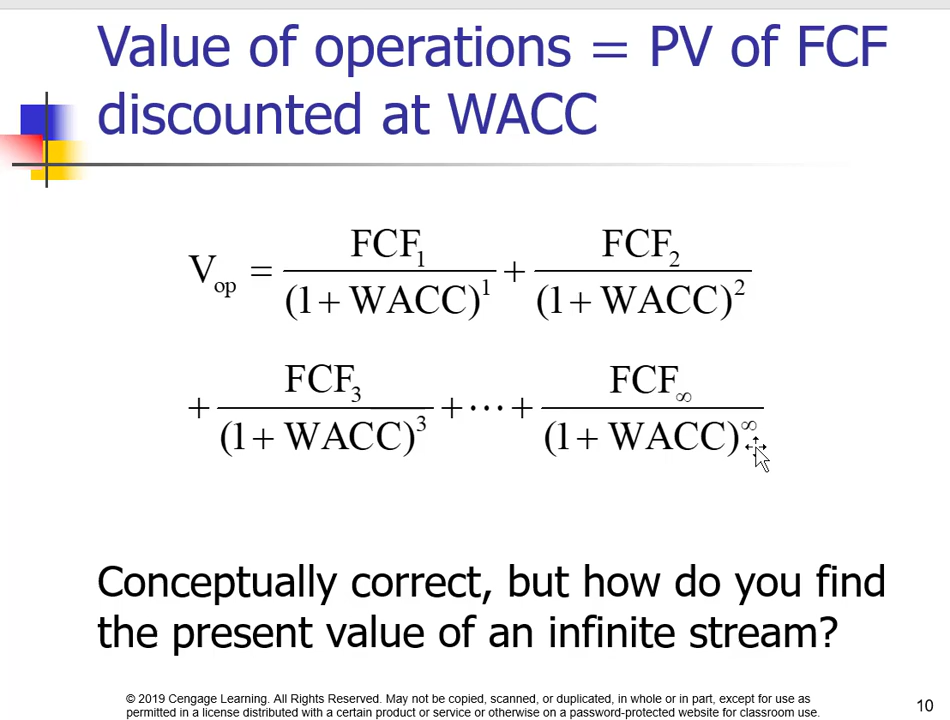 Value of operations = PV of FCF
discounted at WACC
V_op = FCF_1 / (1 + WACC)^1 + FCF_2 / (1 + WACC)^2
+ FCF_3 / (1 + WACC)^3 + ⋯ + FCF_∞ / (1 + WACC)^∞
Conceptually correct, but how do you find
the present value of an infinite stream?
© 2019 Cengage Learning. All Rights Reserved. May not be copied, scanned, or duplicated, in whole or in part, except for use as
permitted in a license distributed with a certain product or service or otherwise on a password-protected website for classroom use.
10